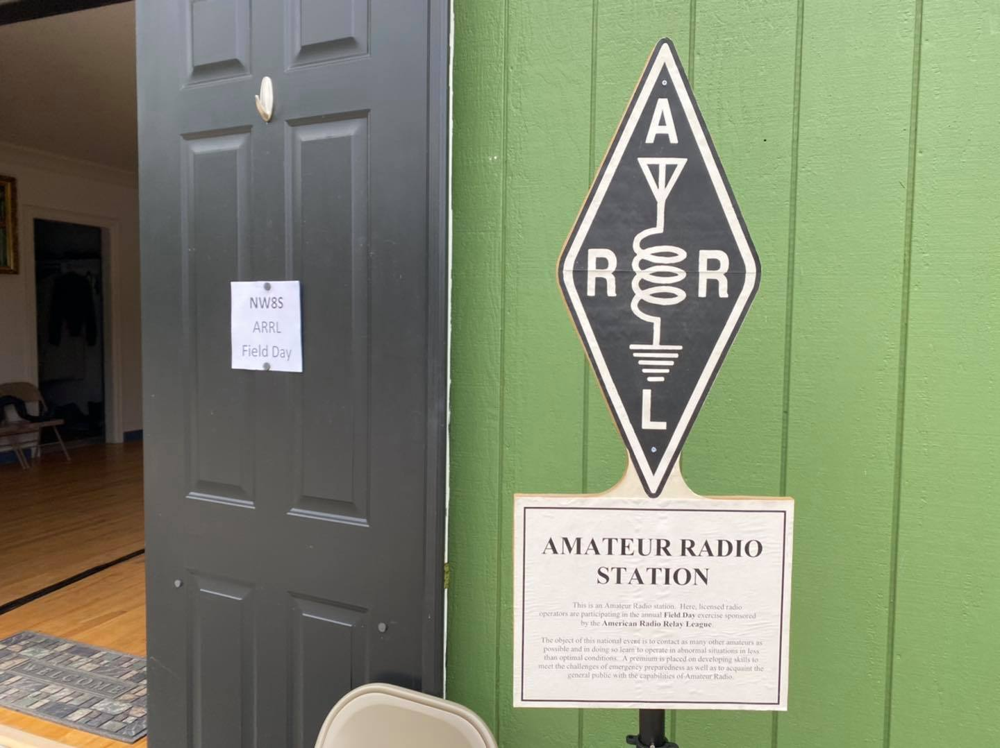 NW8S
ARRL
Field Day
A
R R
L
AMATEUR RADIO
STATION
This is an Amateur Radio station. Here, licensed radio
operators are participating in the annual Field Day exercise sponsored
by the American Radio Relay League.
The object of this national event is to contact as many other amateurs as
possible and in doing so learn to operate in abnormal situations in less
than optimal conditions. A premium is placed on developing skills to
meet the challenges of emergency preparedness as well as to acquaint the
general public with the capabilities of Amateur Radio.
WELCOME